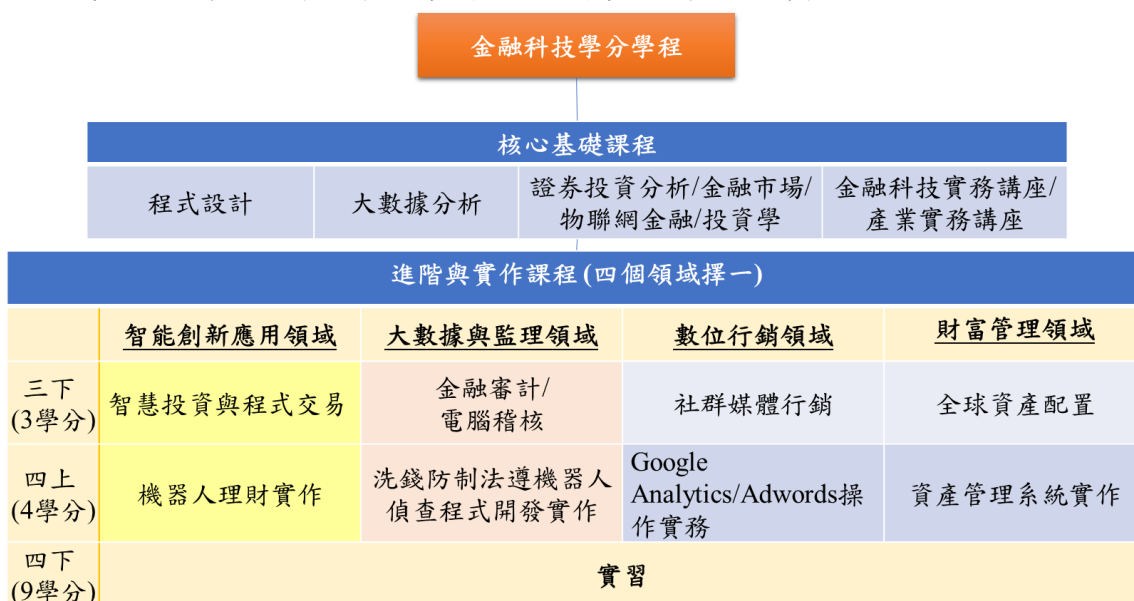 金融科技學分學程
核心基礎課程
程式設計
大數據分析
證券投資分析/金融市場/
物聯網金融/投資學
金融科技實務講座/
產業實務講座
進階與實作課程(四個領域擇一)
智能創新應用領域
大數據與監理領域
數位行銷領域
財富管理領域
三下
(3學分)
智慧投資與程式交易
金融審計/
電腦稽核
社群媒體行銷
全球資產配置
四上
(4學分)
機器人理財實作
洗錢防制法遵機器人
偵查程式開發實作
Google
Analytics/Adwords操
作實務
資產管理系統實作
四下
(9學分)
實習